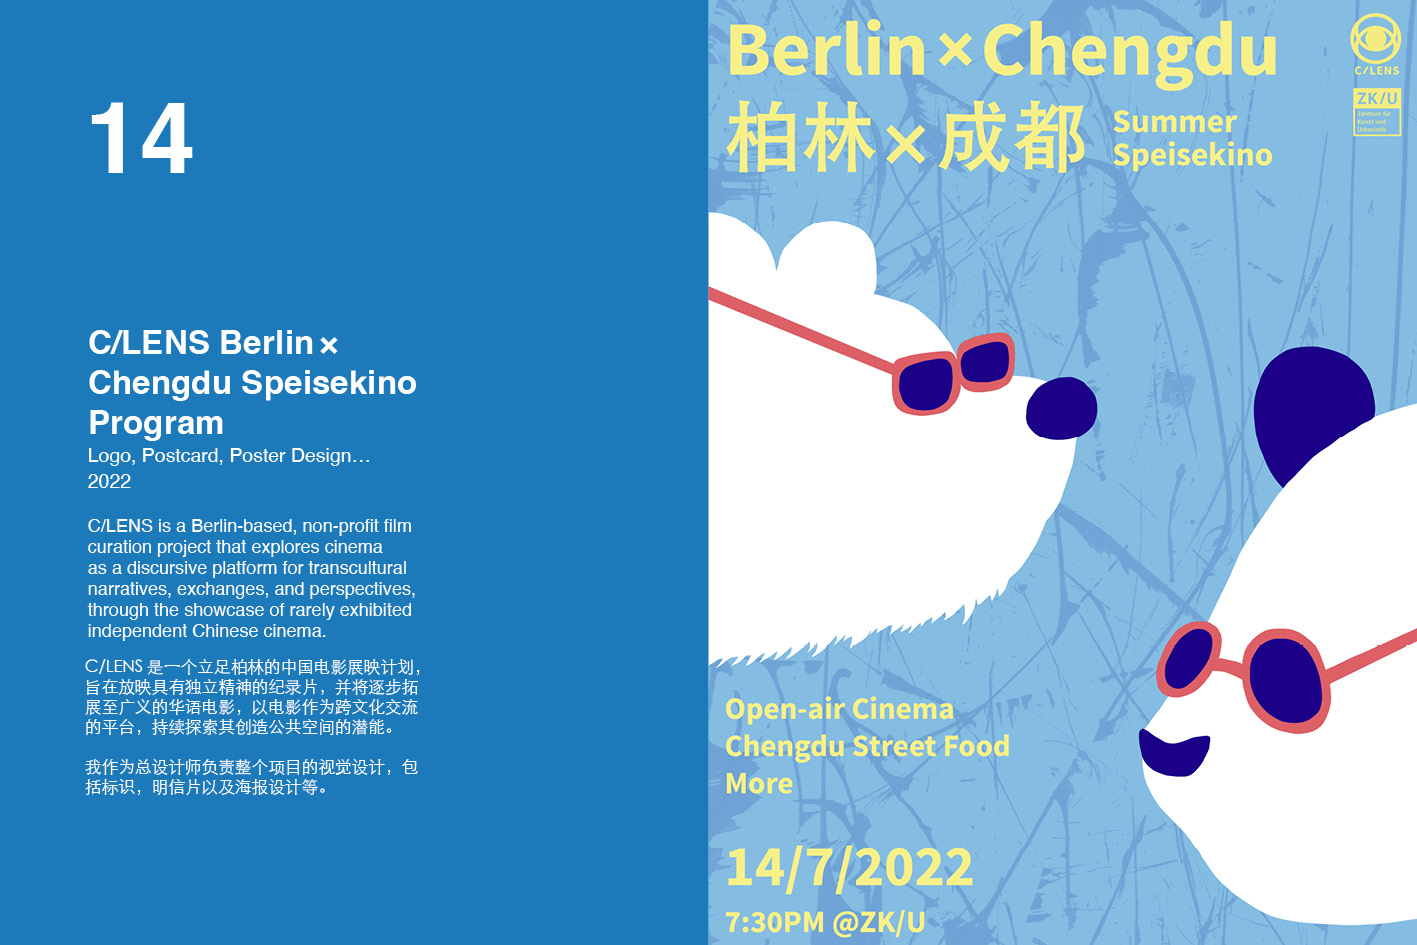 14
C/LENS Berlin ×
Chengdu Speisekino
Program
Logo, Postcard, Poster Design…
2022
C/LENS is a Berlin-based, non-profit film
curation project that explores cinema
as a discursive platform for transcultural
narratives, exchanges, and perspectives,
through the showcase of rarely exhibited
independent Chinese cinema.
C/LENS 是一个立足柏林的中国电影展映计划，
旨在放映具有独立精神的纪录片，并将逐步拓
展至广义的华语电影，以电影作为跨文化交流
的平台，持续探索其创造公共空间的潜能。
我作为总设计师负责整个项目的视觉设计，包
括标识，明信片以及海报设计等。
Berlin×Chengdu
柏林×成都
Summer
Speisekino
C/LENS
ZK/U
Zentrum für
Kunst und
Urbanistik
Open-air Cinema
Chengdu Street Food
More
14/7/2022
7:30PM @ZK/U